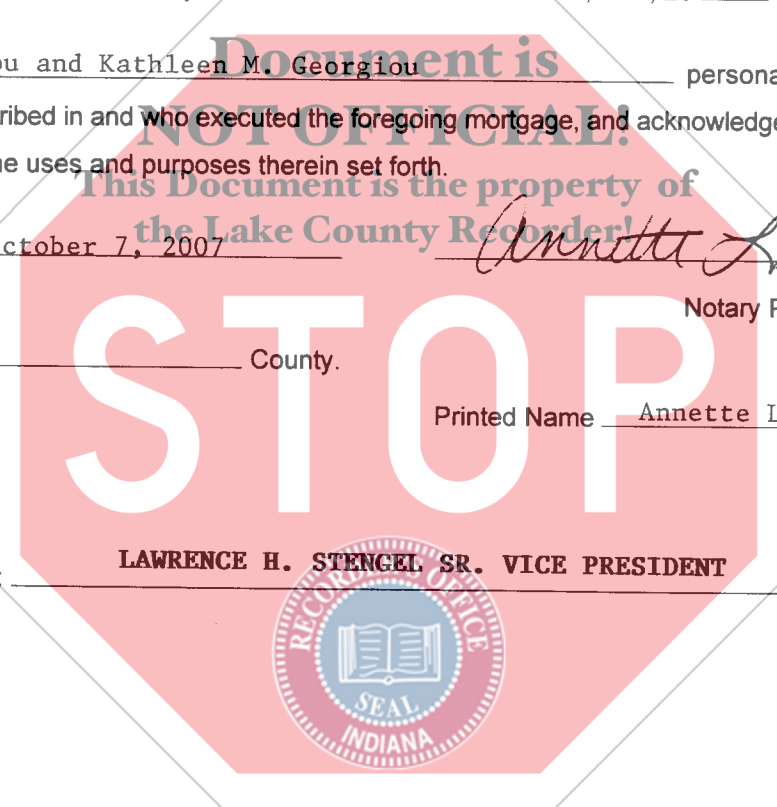 Document is
ou and Kathleen M. Georgiou persona
NOT OFFICIAL!
ribed in and who executed the foregoing mortgage, and acknowledge
e uses and purposes therein set forth.
This Document is the property of
the Lake County Recorder!
ctober 7, 2007 Annette L
Notary P
STOP
County.
Printed Name Annette L
LAWRENCE H. STENGEL SR. VICE PRESIDENT
RECORDER'S OFFICE
SEAL
INDIANA